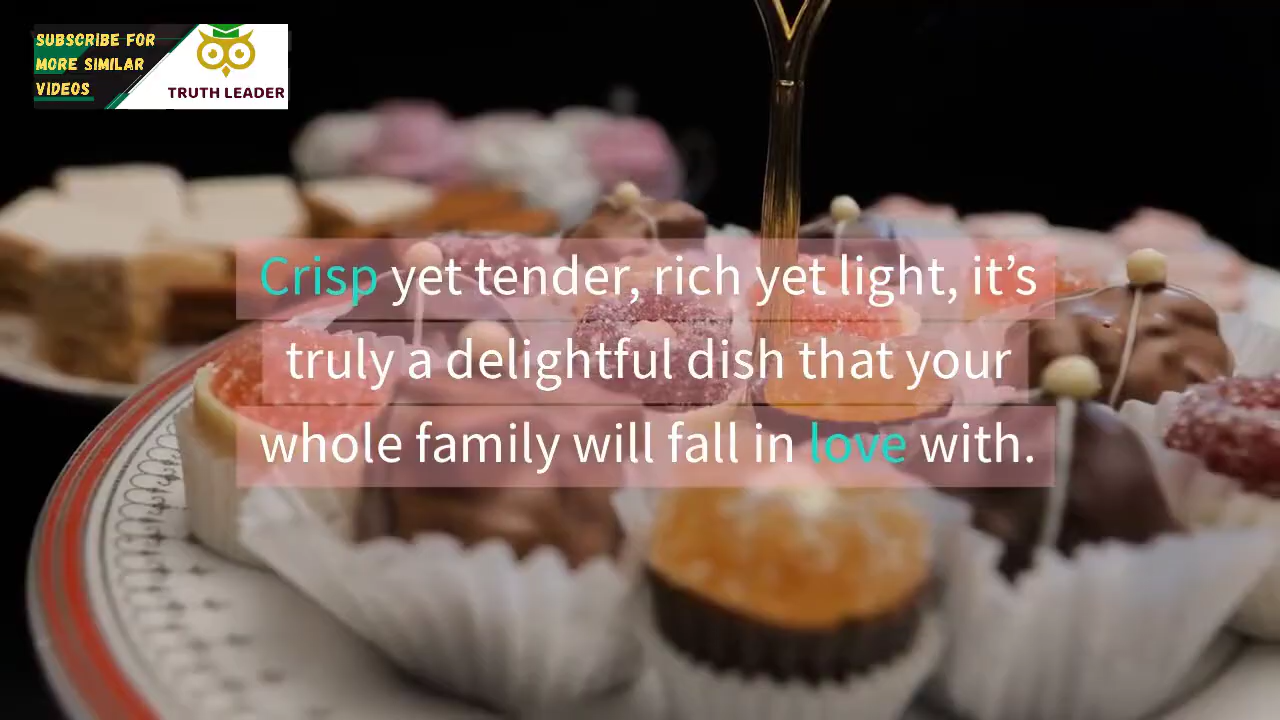 SUBSCRIBE FOR
MORE SIMILAR
VIDEOS
TRUTH LEADER
Crisp yet tender, rich yet light, it’s
truly a delightful dish that your
whole family will fall in love with.